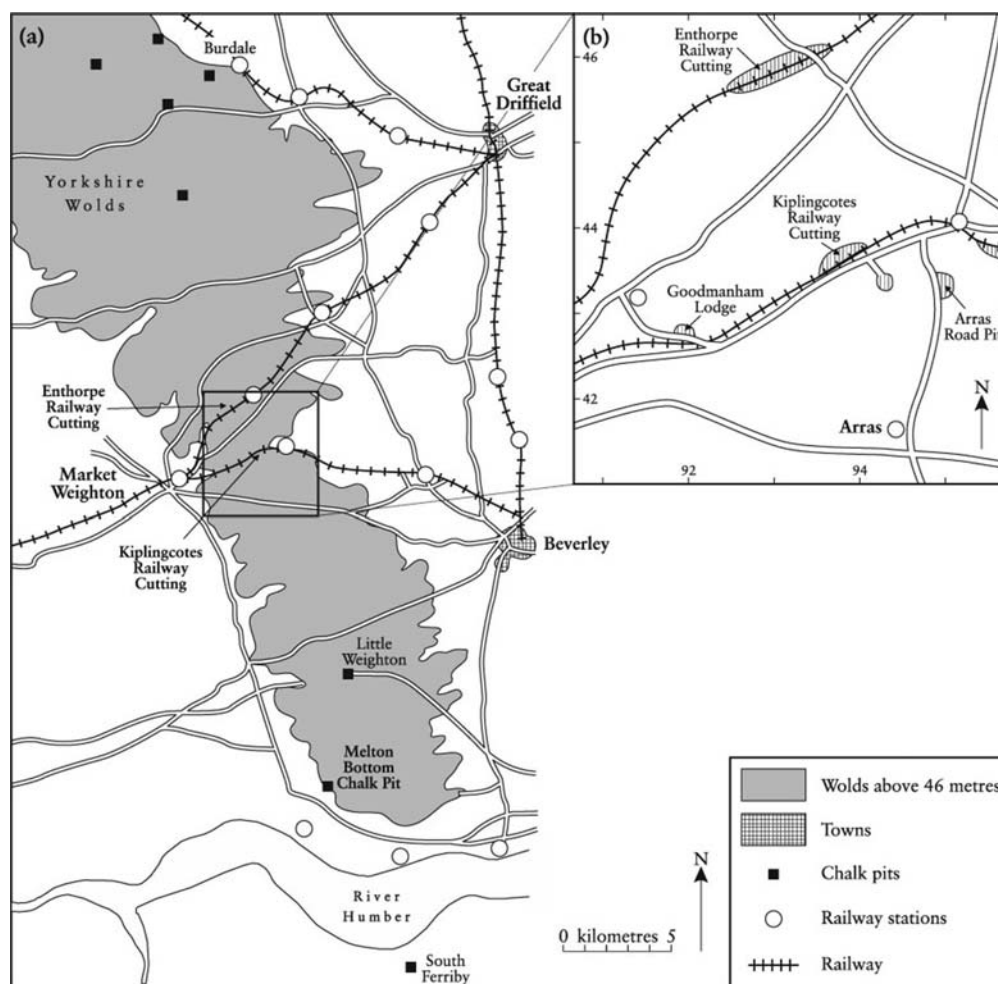 (a)
Burdale
Great
Driffield
Yorkshire
Wolds
Enthorpe
Railway
Cutting
Market
Weighton
Kiplingcotes
Railway
Cutting
Beverley
Little
Weighton
Melton
Bottom
Chalk Pit
River
Humber
South
Ferriby
0 kilometres 5
N
(b)
Enthorpe
Railway
Cutting
46
Kiplingcotes
Railway
Cutting
44
Goodmanham
Lodge
Arras
Road Pit
42
Arras
N
92
94
Wolds above 46 metres
Towns
Chalk pits
Railway stations
Railway